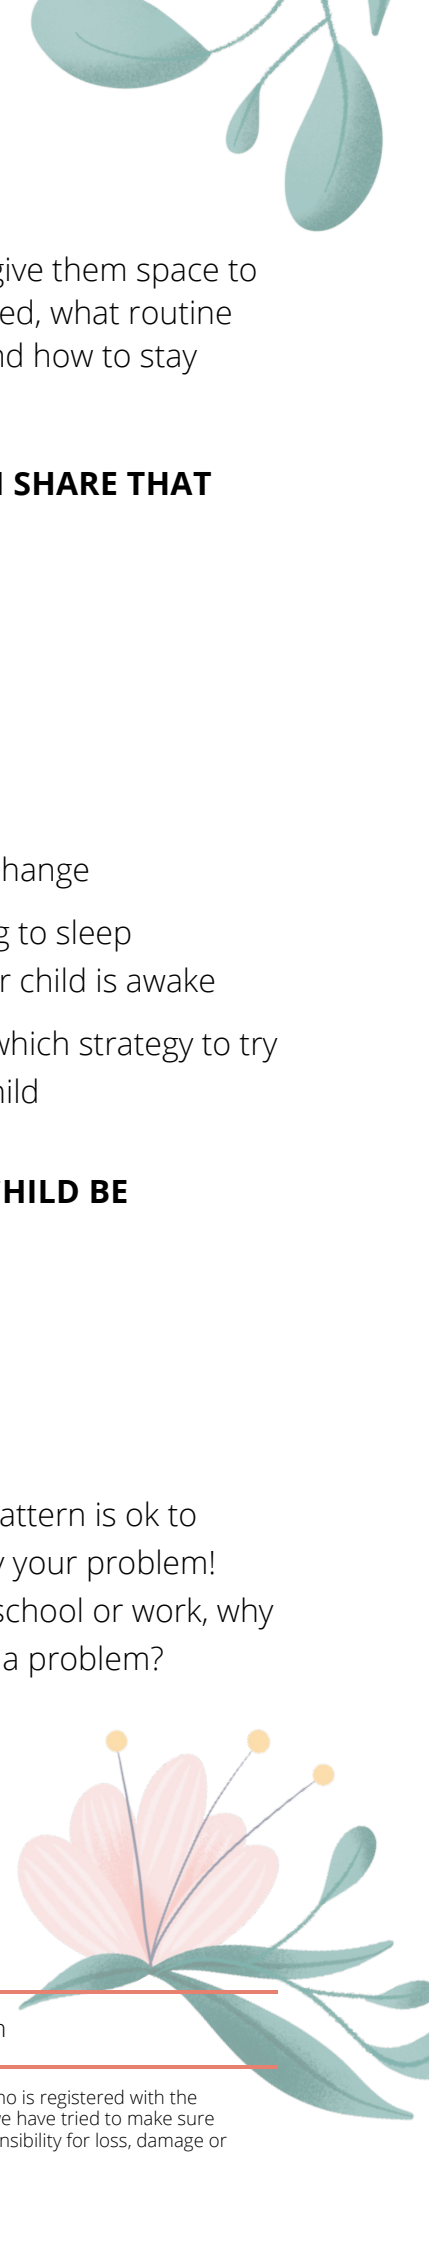 give them space to
ed, what routine
nd how to stay
I SHARE THAT
hange
g to sleep
r child is awake
which strategy to try
ild
HILD BE
attern is ok to
y your problem!
school or work, why
a problem?
n
ho is registered with the
ve have tried to make sure
nsibility for loss, damage or